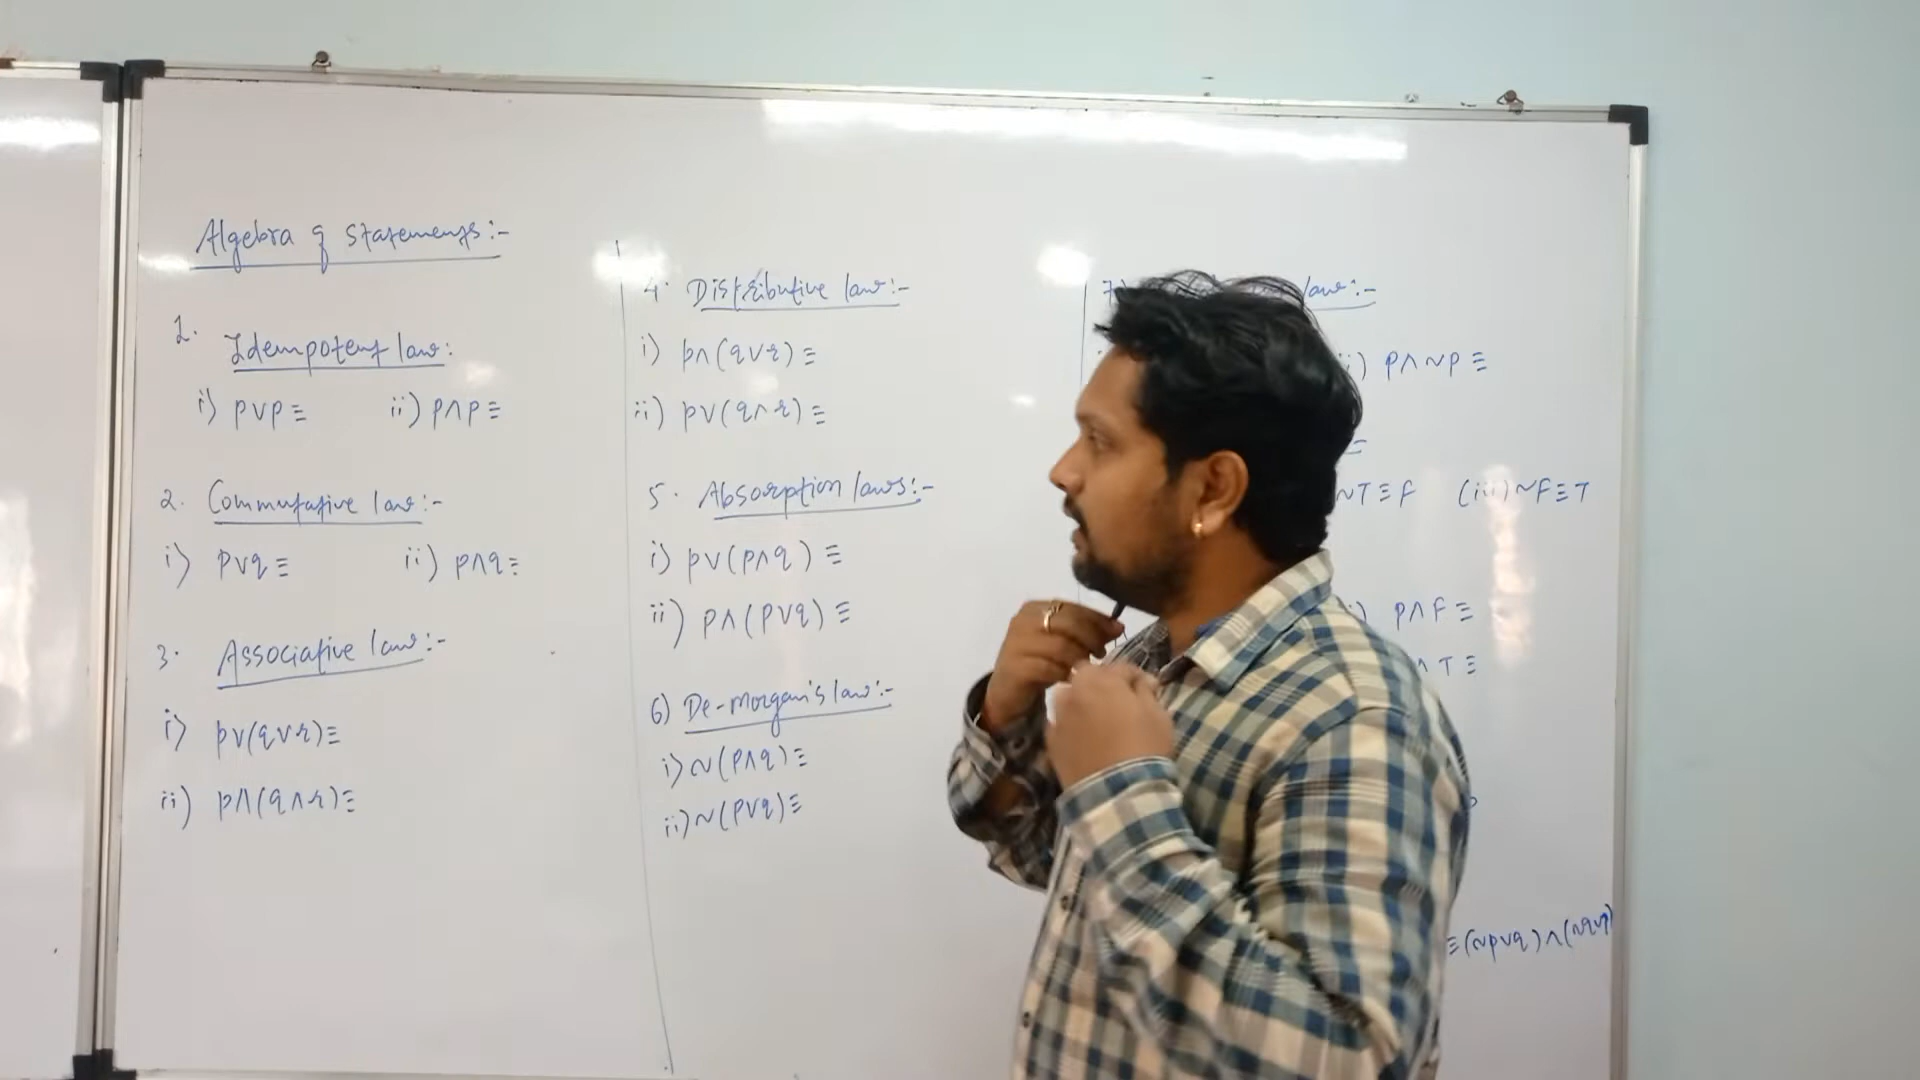 Algebra of statements:-
1. Idempotent law:
i) p∨p≡ ii) p∧p≡
2. Commutative law:-
i) p∨q≡ ii) p∧q≡
3. Associative law:-
i) p∨(q∨r)≡
ii) p∧(q∧r)≡
4. Distributive law:-
i) p∧(q∨r)≡
ii) p∨(q∧r)≡
5. Absorption laws:-
i) p∨(p∧q)≡
ii) p∧(p∨q)≡
6) De-morgan's law:-
i) ~(p∧q)≡
ii) ~(p∨q)≡
7) law:-
i) p∧~p≡
≡
~T≡F (iii) ~F≡T
) p∧F≡
∧T≡
≡(~p∨q)∧(~q∨p)